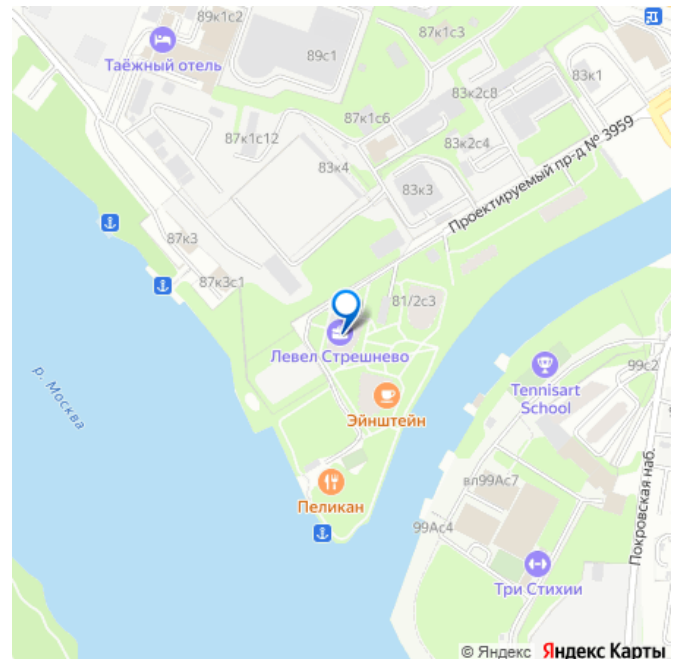 89к1с2
87к1с3
Таёжный отель
89с1
83к1
83к2с8
87к1с6
87к1с12
83к2с4
83к4
83к3
Проектируемый пр-д № 3959
87к3
87к3с1
81/2с3
Левел Стрешнево
р. Москва
99с2
Tennisart
School
Эйнштейн
Покровская наб.
вл99Ас7
Пеликан
99Ас4
Три Стихии
© Яндекс Яндекс Карты